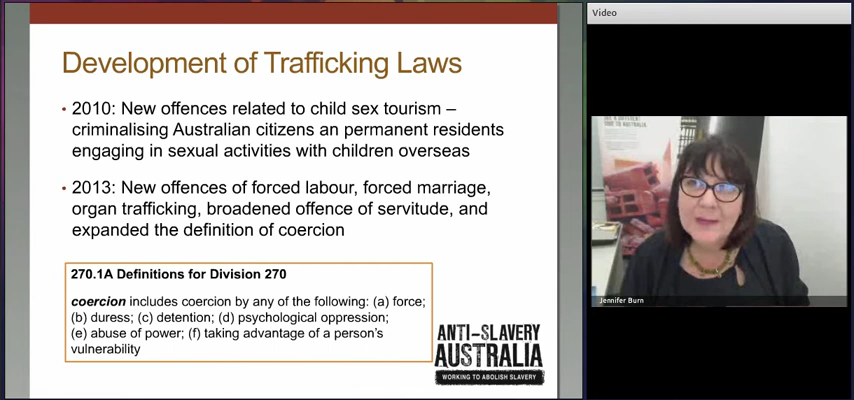 Development of Trafficking Laws
• 2010: New offences related to child sex tourism –
criminalising Australian citizens an permanent residents
engaging in sexual activities with children overseas
• 2013: New offences of forced labour, forced marriage,
organ trafficking, broadened offence of servitude, and
expanded the definition of coercion
270.1A Definitions for Division 270
coercion includes coercion by any of the following: (a) force;
(b) duress; (c) detention; (d) psychological oppression;
(e) abuse of power; (f) taking advantage of a person's
vulnerability
ANTI-SLAVERY
AUSTRALIA
WORKING TO ABOLISH SLAVERY
Video
Jennifer Burn